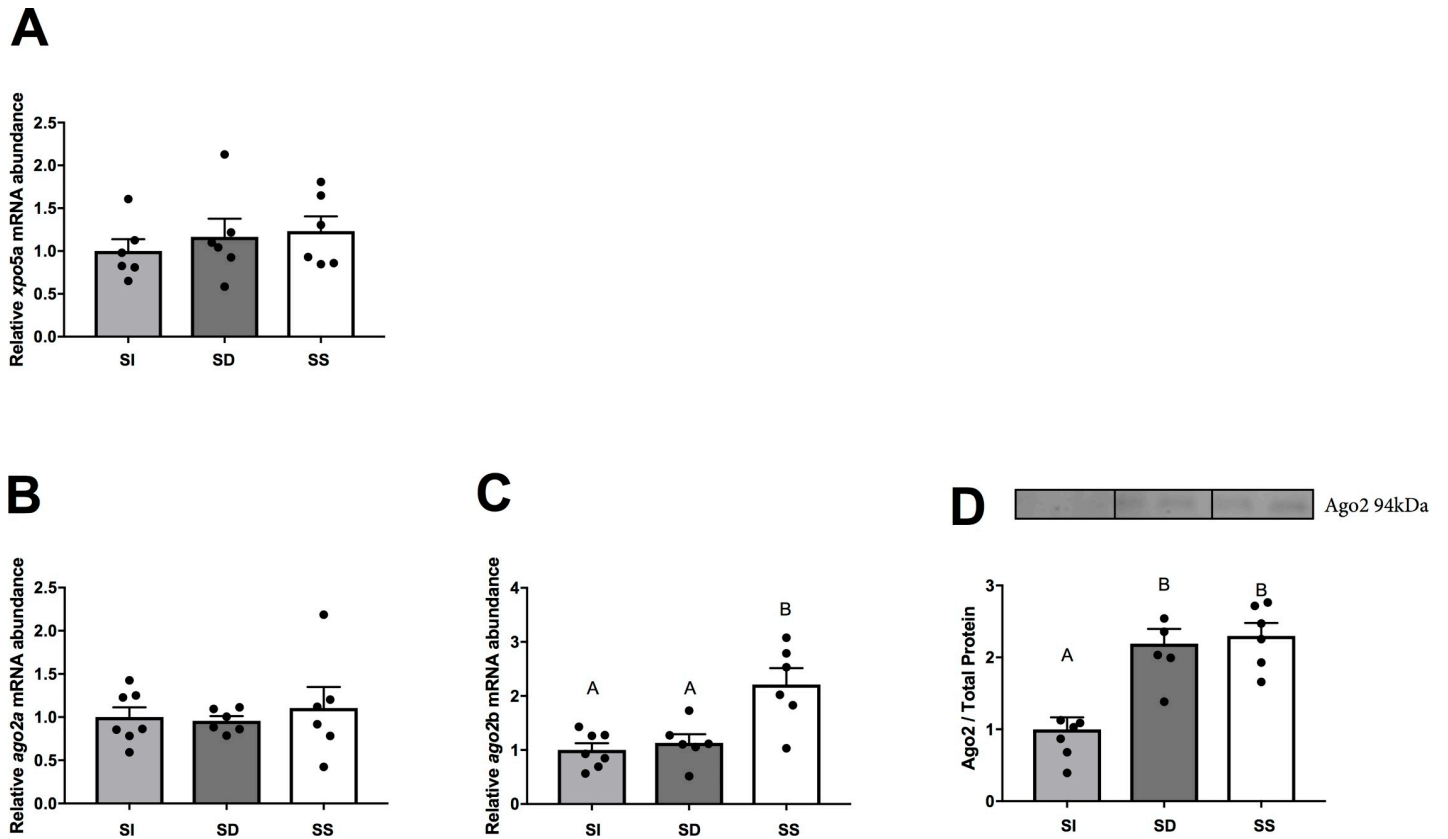 A
Relative xpo5a mRNA abundance
2.5
2.0
1.5
1.0
0.5
0.0
SI SD SS
B
Relative ago2a mRNA abundance
2.5
2.0
1.5
1.0
0.5
0.0
SI SD SS
C
Relative ago2b mRNA abundance
4
3
2
1
0
A A B
SI SD SS
D
Ago2 94kDa
Ago2 / Total Protein
3
2
1
0
A B B
SI SD SS